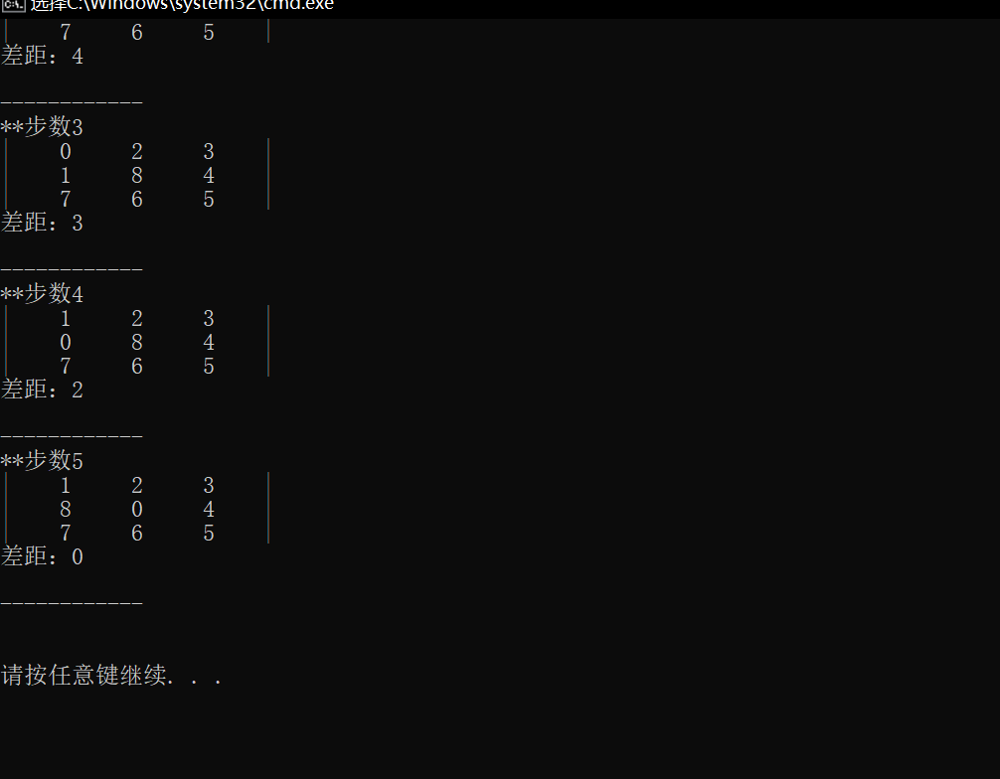 选择C:\Windows\system32\cmd.exe
| 7 6 5 |
差距：4
------------
**步数3
| 0 2 3 |
| 1 8 4 |
| 7 6 5 |
差距：3
------------
**步数4
| 1 2 3 |
| 0 8 4 |
| 7 6 5 |
差距：2
------------
**步数5
| 1 2 3 |
| 8 0 4 |
| 7 6 5 |
差距：0
------------
请按任意键继续. . .